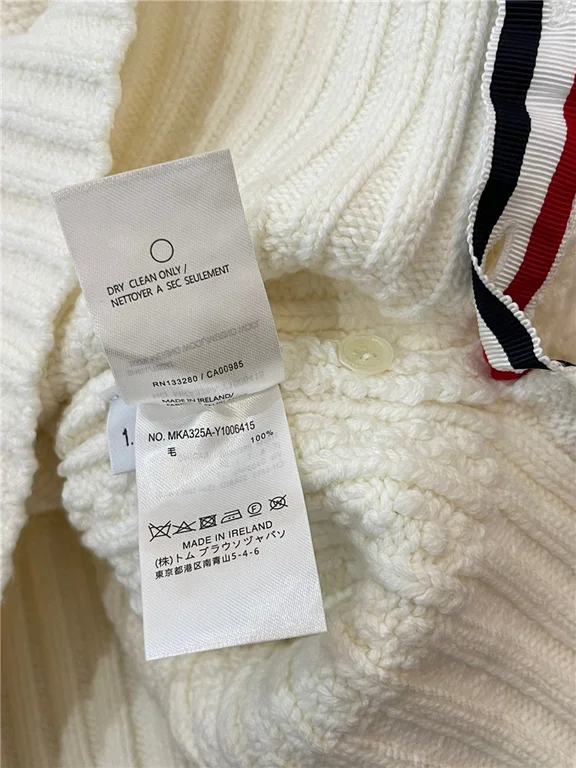 DRY CLEAN ONLY /
NETTOYER A SEC SEULEMENT
RN133280 / CA00985
MADE IN IRELAND/
1.
NO. MKA325A-Y1006415
毛 100%
MADE IN IRELAND
(株)トム ブラウンジャパン
東京都港区南青山5-4-6